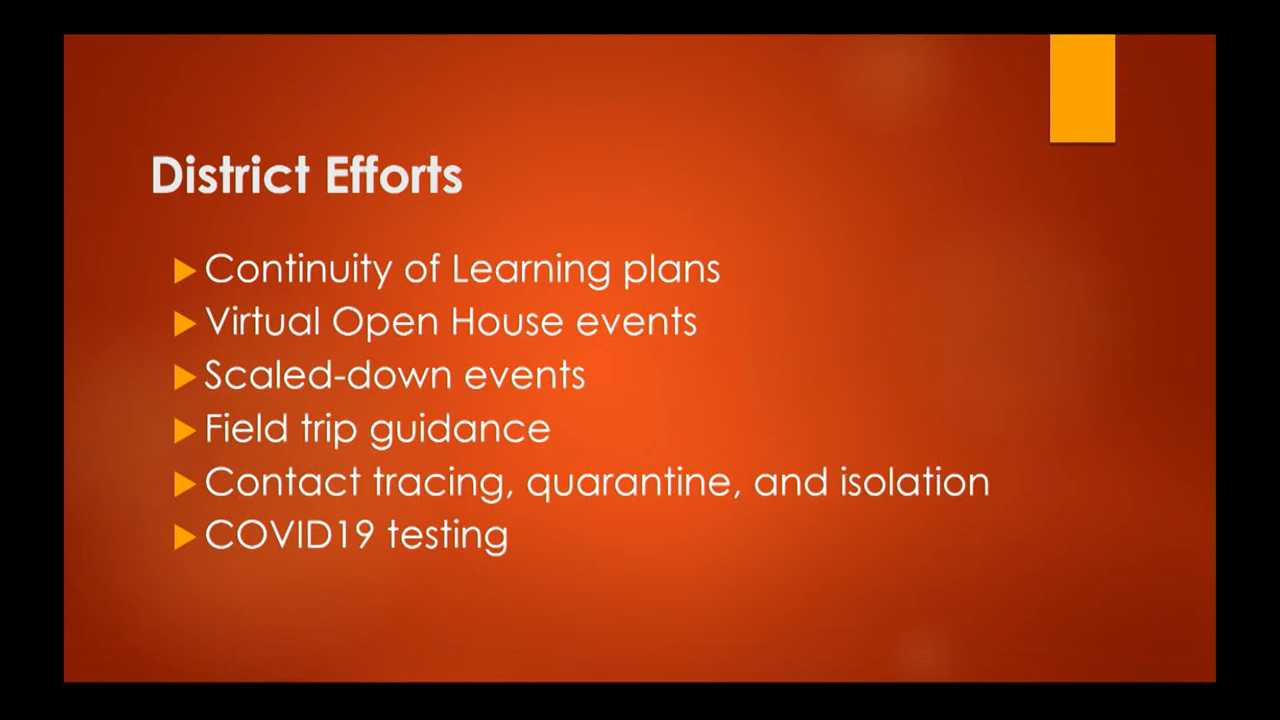 District Efforts
Continuity of Learning plans
Virtual Open House events
Scaled-down events
Field trip guidance
Contact tracing, quarantine, and isolation
COVID19 testing